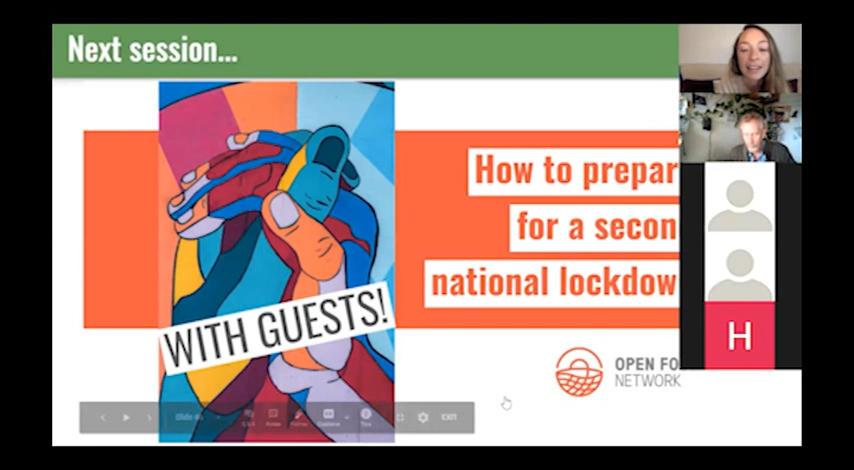 Next session...
How to prepar
for a secon
national lockdow
WITH GUESTS!
H
OPEN FO
NETWORK
EXIT